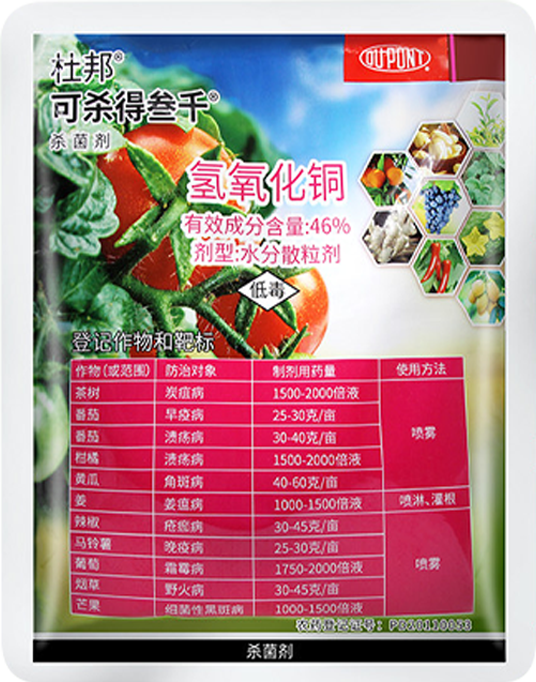 杜邦®
可杀得叁千®
杀菌剂
DUPONT
氢氧化铜
有效成分含量:46%
剂型:水分散粒剂
低毒
登记作物和靶标
作物(或范围) 防治对象 制剂用药量 使用方法
茶树 炭疽病 1500-2000倍液
番茄 早疫病 25-30克/亩
番茄 溃疡病 30-40克/亩
柑橘 溃疡病 1500-2000倍液
黄瓜 角斑病 40-60克/亩
喷雾
姜 姜瘟病 1000-1500倍液 喷淋、灌根
辣椒 疮痂病 30-45克/亩
马铃薯 晚疫病 25-30克/亩
葡萄 霜霉病 1750-2000倍液
烟草 野火病 30-45克/亩
芒果 细菌性黑斑病 1000-1500倍液
喷雾
农药登记证号：PD20110053
杀菌剂